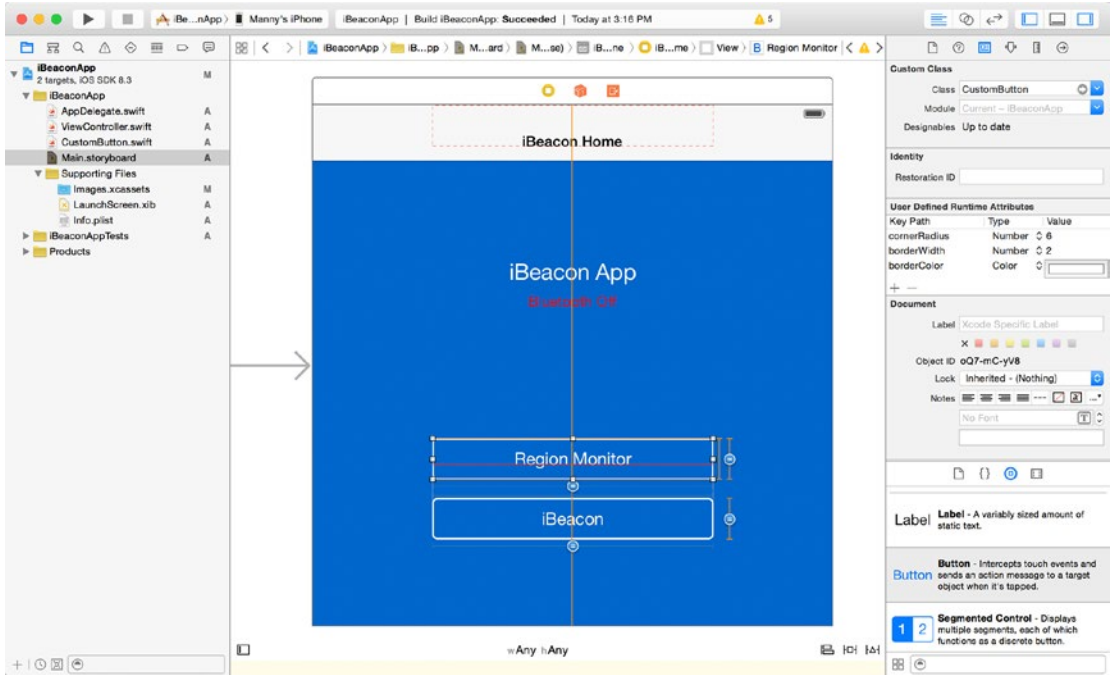 iBe...nApp) Manny's iPhone
iBeaconApp | Build iBeaconApp: Succeeded | Today at 3:16 PM
5
iBeaconApp
2 targets, iOS SDK 8.3
M
iBeaconApp
AppDelegate.swift
A
ViewController.swift
A
CustomButton.swift
A
Main.storyboard
A
Supporting Files
Images.xcassets
M
LaunchScreen.xib
A
Info.plist
A
iBeaconAppTests
A
Products
iBeaconApp iB...pp M...ard M...se) iB...ne iB...me View B Region Monitor
iBeacon Home
iBeacon App
Bluetooth Off
Region Monitor
iBeacon
wAny hAny
Custom Class
Class CustomButton
Module Current – iBeaconApp
Designables Up to date
Identity
Restoration ID
User Defined Runtime Attributes
Key Path Type Value
cornerRadius Number 6
borderWidth Number 2
borderColor Color
+ −
Document
Label Xcode Specific Label
Object ID oQ7-mC-yV8
Lock Inherited - (Nothing)
Notes
No Font
Label
Label - A variably sized amount of
static text.
Button
Button - Intercepts touch events and
sends an action message to a target
object when it's tapped.
1 2
Segmented Control - Displays
multiple segments, each of which
functions as a discrete button.